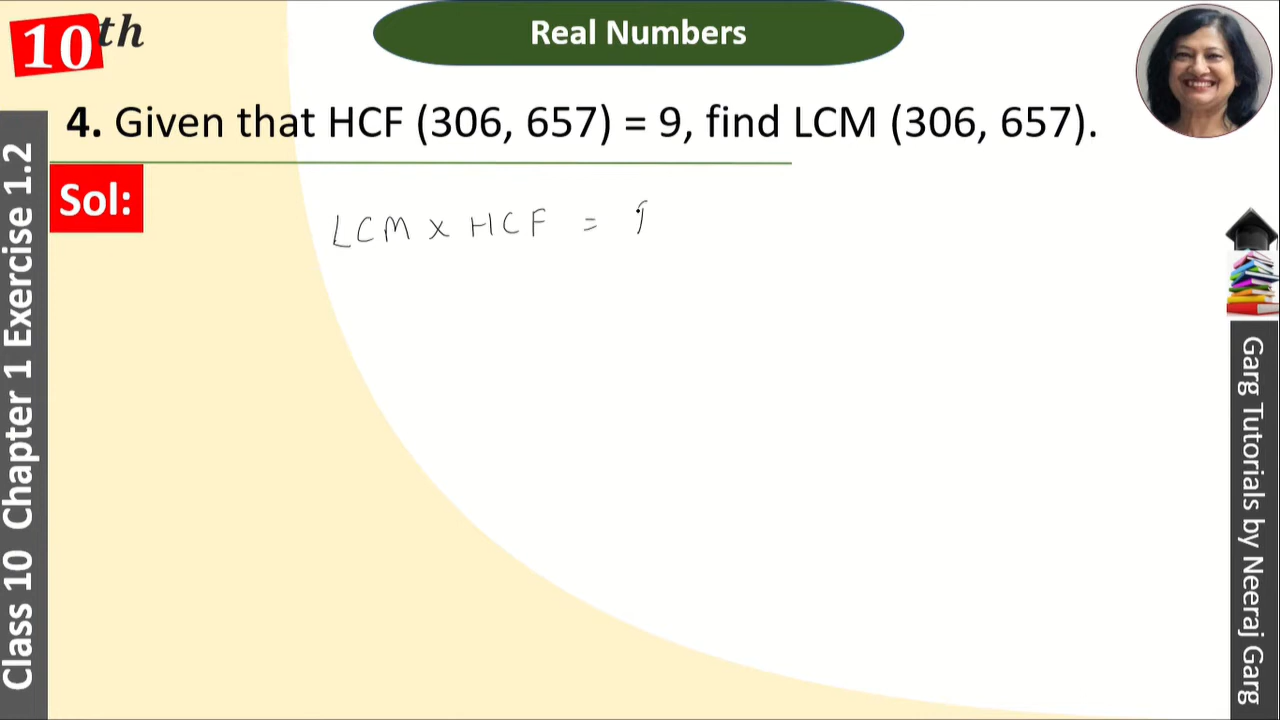 10th
Real Numbers
4. Given that HCF (306, 657) = 9, find LCM (306, 657).
Sol:
LCM x HCF =
Class 10 Chapter 1 Exercise 1.2
Garg Tutorials by Neeraj Garg